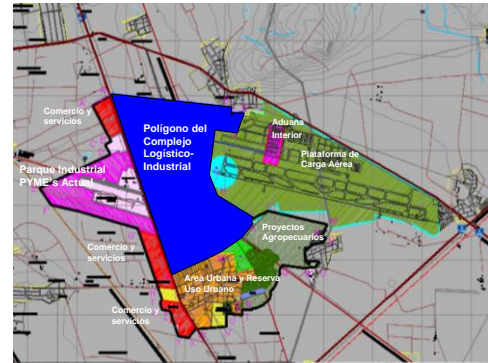 Comercio y
servicios
Polígono del
Complejo
Logístico-
Industrial
Aduana
Interior
Plataforma de
Carga Aérea
Parque Industrial
PYME's Actual
Proyectos
Agropecuarios
Comercio y
servicios
Area Urbana y Reserva
Uso Urbano
Comercio y
servicios